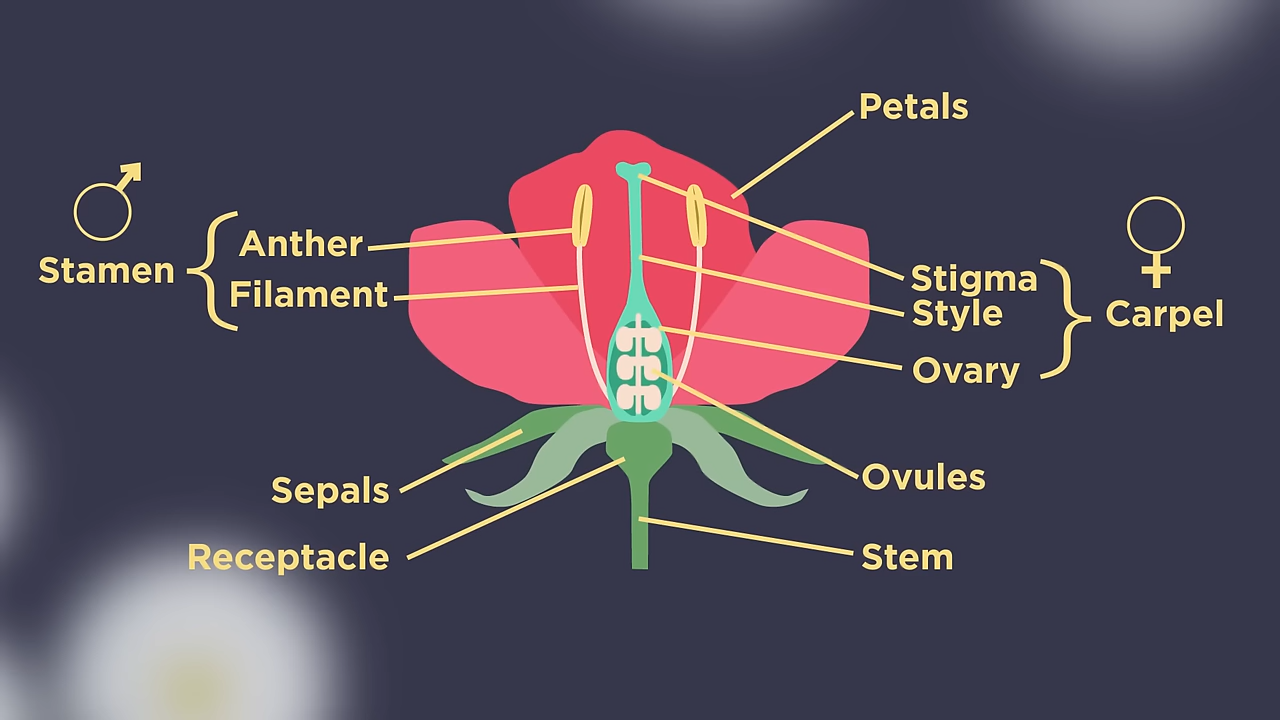 Petals
Stamen
Anther
Filament
Stigma
Style
Ovary
Carpel
Sepals
Ovules
Receptacle
Stem